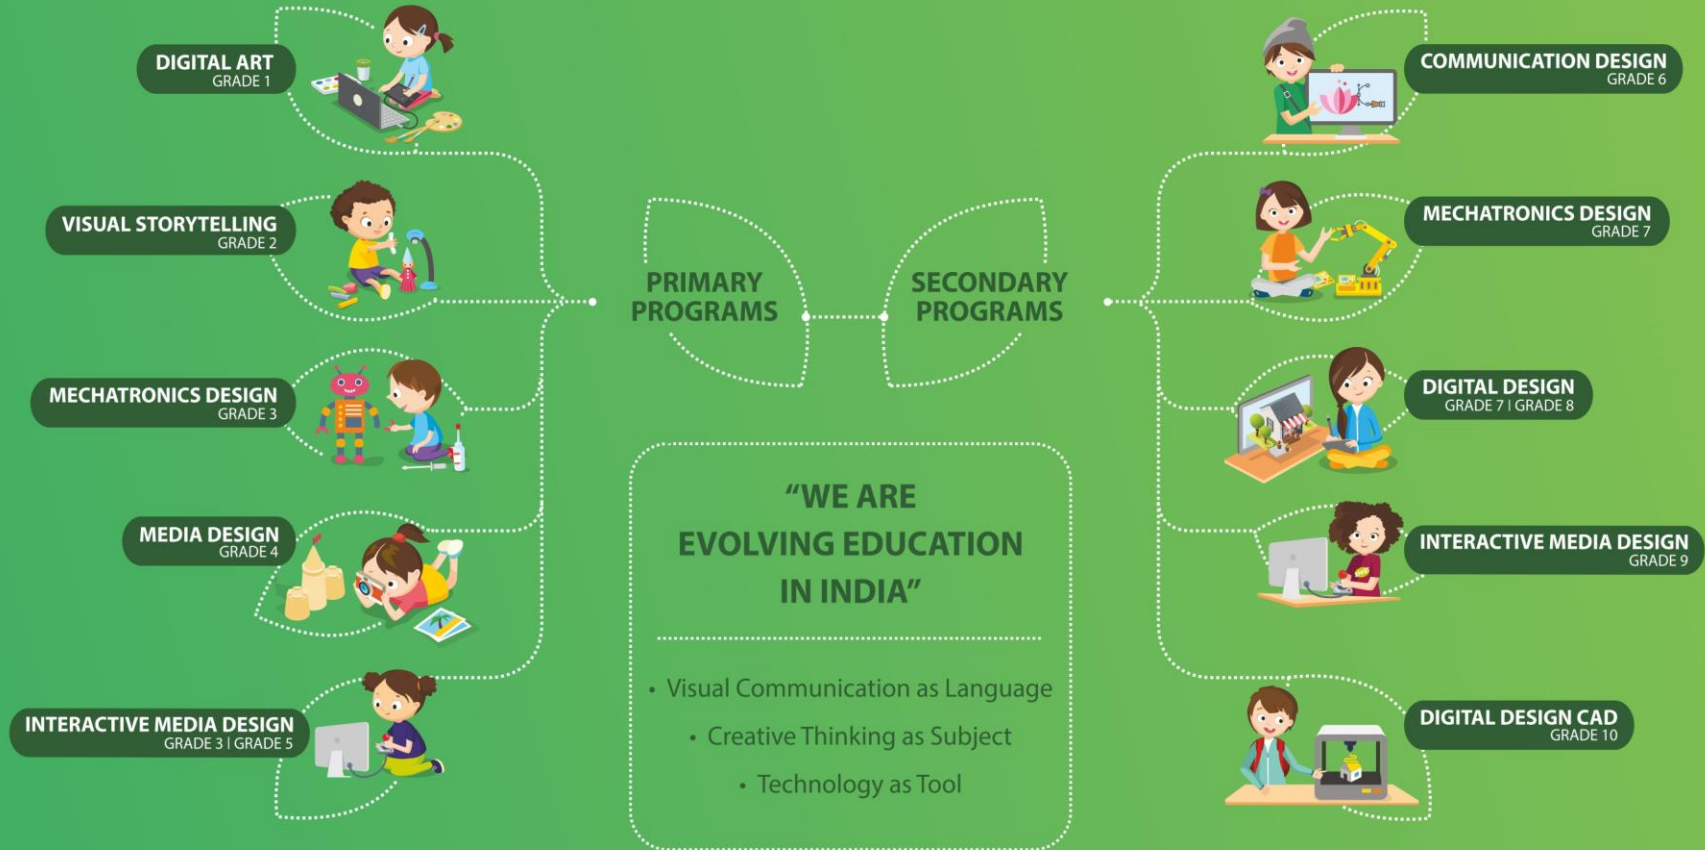 DIGITAL ART
GRADE 1
VISUAL STORYTELLING
GRADE 2
MECHATRONICS DESIGN
GRADE 3
MEDIA DESIGN
GRADE 4
INTERACTIVE MEDIA DESIGN
GRADE 3 | GRADE 5
PRIMARY
PROGRAMS
SECONDARY
PROGRAMS
“WE ARE
EVOLVING EDUCATION
IN INDIA”
• Visual Communication as Language
• Creative Thinking as Subject
• Technology as Tool
COMMUNICATION DESIGN
GRADE 6
MECHATRONICS DESIGN
GRADE 7
DIGITAL DESIGN
GRADE 7 | GRADE 8
INTERACTIVE MEDIA DESIGN
GRADE 9
DIGITAL DESIGN CAD
GRADE 10